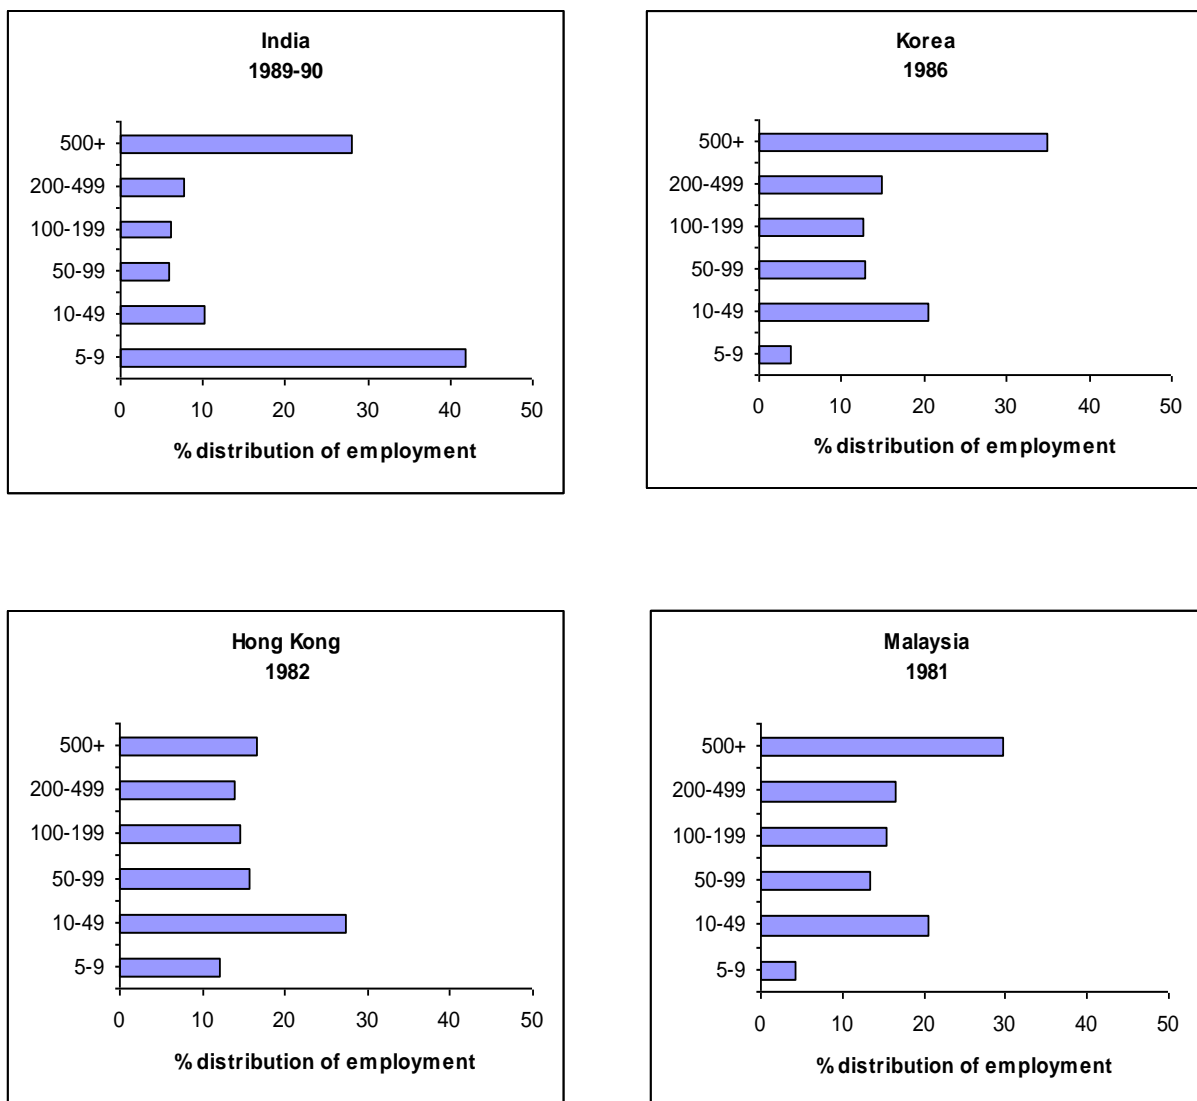 India
1989-90
500+
200-499
100-199
50-99
10-49
5-9
0 10 20 30 40 50
% distribution of employment
Korea
1986
500+
200-499
100-199
50-99
10-49
5-9
0 10 20 30 40 50
% distribution of employment
Hong Kong
1982
500+
200-499
100-199
50-99
10-49
5-9
0 10 20 30 40 50
% distribution of employment
Malaysia
1981
500+
200-499
100-199
50-99
10-49
5-9
0 10 20 30 40 50
% distribution of employment